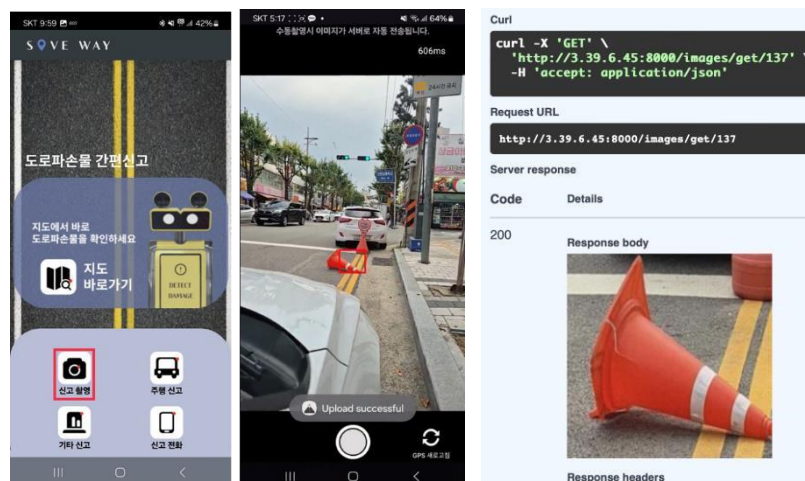 SKT 9:59
42%
SOVE WAY
도로파손물 간편신고
지도에서 바로
도로파손물을 확인하세요
지도
바로가기
DETECT
DAMAGE
신고 촬영
주행 신고
기타 신고
신고 전화
SKT 5:17
64%
수동촬영시 이미지가 서버로 자동 전송됩니다.
606ms
Upload successful
GPS 새로고침
Curl
curl -X 'GET' \
'http://3.39.6.45:8000/images/get/137' \
-H 'accept: application/json'
Request URL
http://3.39.6.45:8000/images/get/137
Server response
Code
Details
200
Response body
Response headers